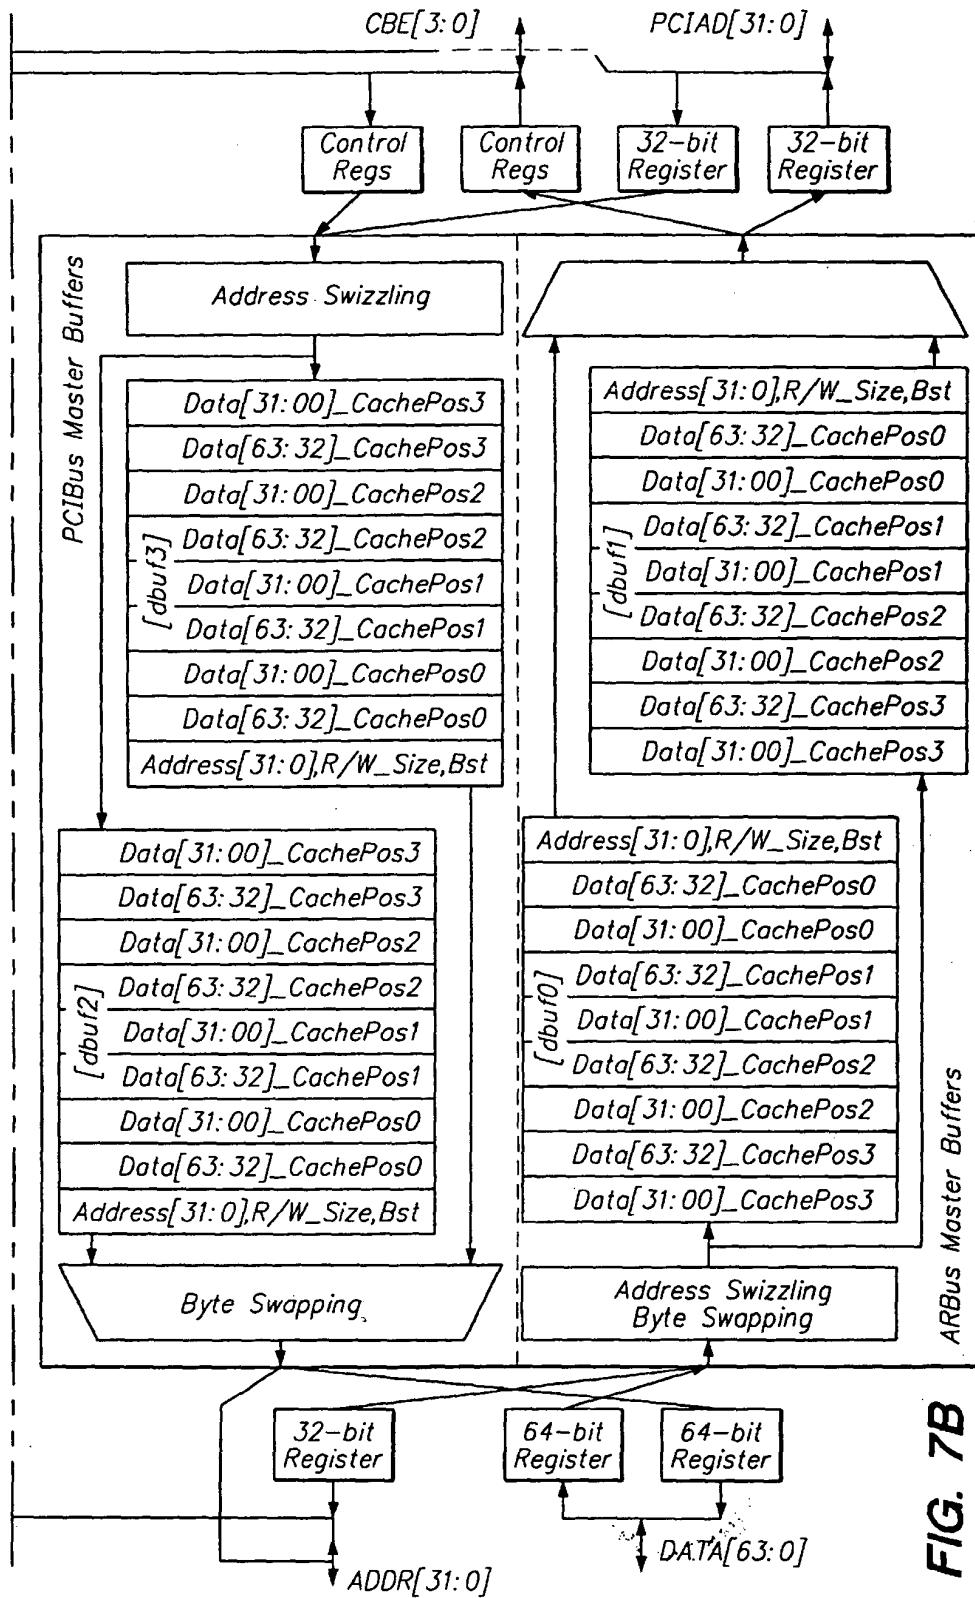 CBE[3:0]
PCIAD[31:0]
Control
Regs
Control
Regs
32-bit
Register
32-bit
Register
PCIBus Master Buffers
Address Swizzling
Data[31:00]_CachePos3
Data[63:32]_CachePos3
Data[31:00]_CachePos2
Data[63:32]_CachePos2
Data[31:00]_CachePos1
Data[63:32]_CachePos1
Data[31:00]_CachePos0
Data[63:32]_CachePos0
Address[31:0],R/W_Size,Bst
[dbuf3]
Address[31:0],R/W_Size,Bst
Data[63:32]_CachePos0
Data[31:00]_CachePos0
Data[63:32]_CachePos1
Data[31:00]_CachePos1
Data[63:32]_CachePos2
Data[31:00]_CachePos2
Data[63:32]_CachePos3
Data[31:00]_CachePos3
[dbuf1]
Data[31:00]_CachePos3
Data[63:32]_CachePos3
Data[31:00]_CachePos2
Data[63:32]_CachePos2
Data[31:00]_CachePos1
Data[63:32]_CachePos1
Data[31:00]_CachePos0
Data[63:32]_CachePos0
Address[31:0],R/W_Size,Bst
[dbuf2]
Address[31:0],R/W_Size,Bst
Data[63:32]_CachePos0
Data[31:00]_CachePos0
Data[63:32]_CachePos1
Data[31:00]_CachePos1
Data[63:32]_CachePos2
Data[31:00]_CachePos2
Data[63:32]_CachePos3
Data[31:00]_CachePos3
[dbuf0]
Byte Swapping
Address Swizzling
Byte Swapping
ARBus Master Buffers
32-bit
Register
64-bit
Register
64-bit
Register
ADDR[31:0]
DATA[63:0]
FIG. 7B